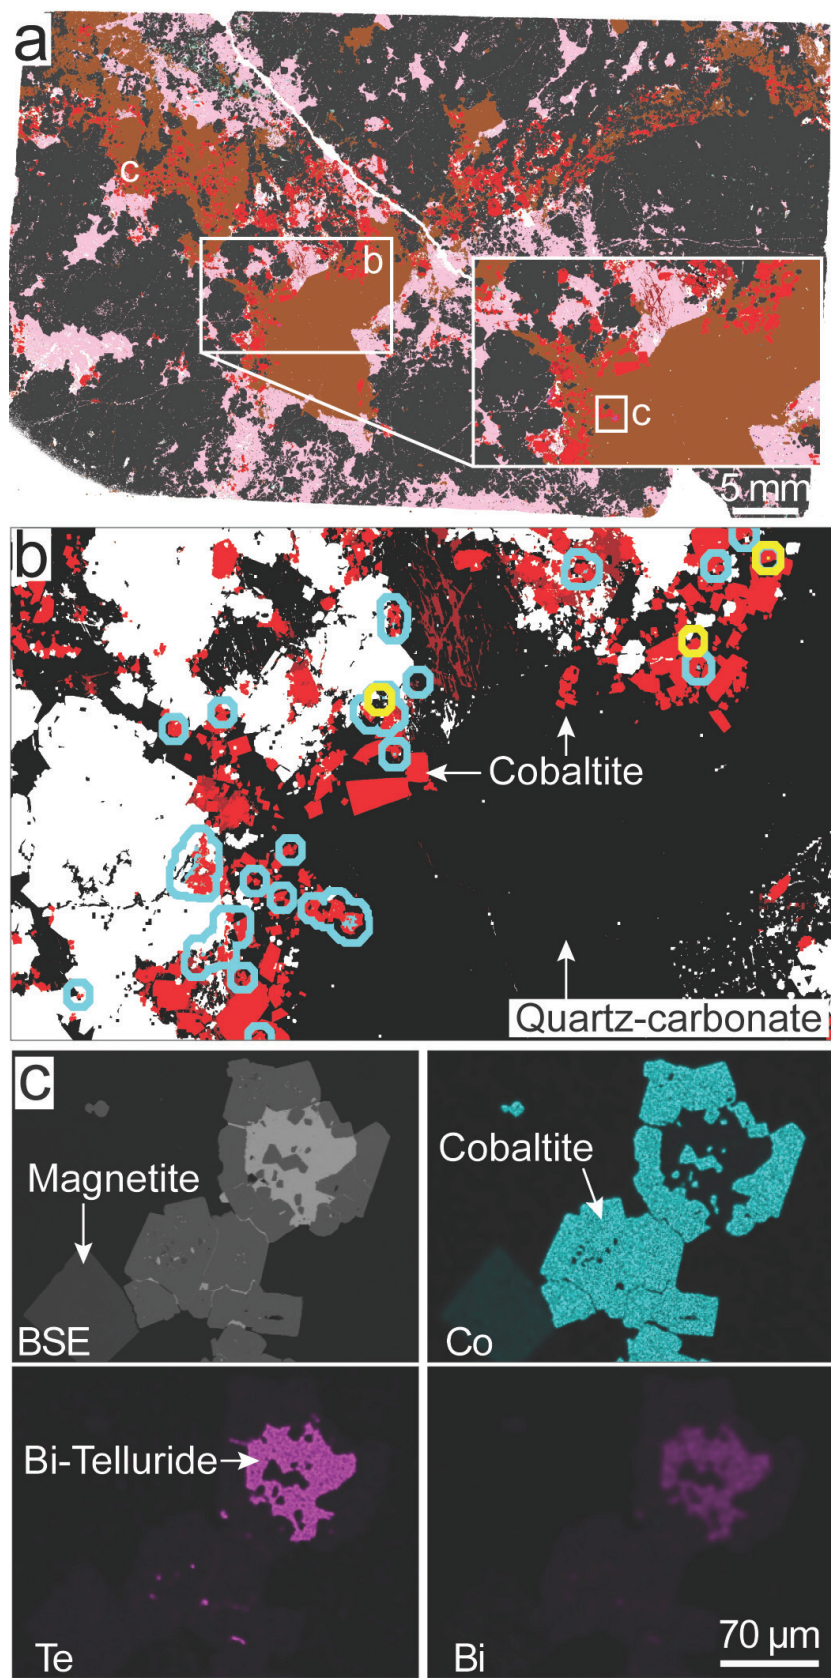 a
c
b
c
5 mm
b
Cobaltite
Quartz-carbonate
c
Magnetite
BSE
Cobaltite
Co
Bi-Telluride
Te
Bi
70 μm